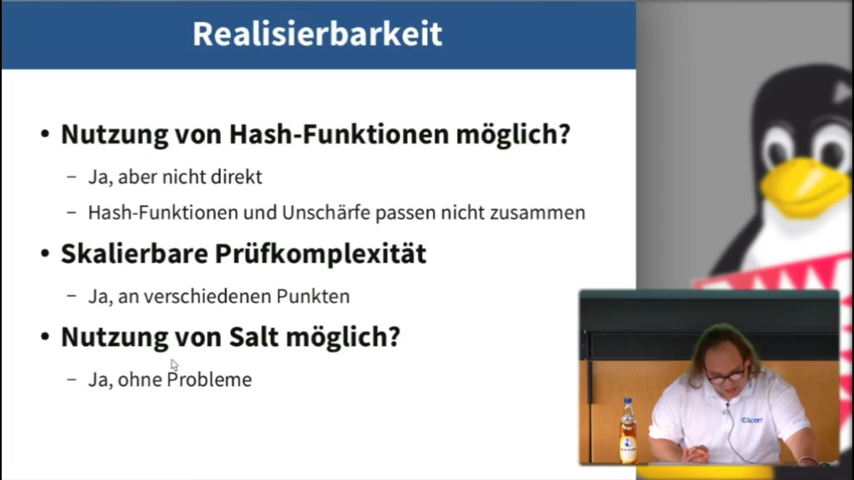 Realisierbarkeit
• Nutzung von Hash-Funktionen möglich?
– Ja, aber nicht direkt
– Hash-Funktionen und Unschärfe passen nicht zusammen
• Skalierbare Prüfkomplexität
– Ja, an verschiedenen Punkten
• Nutzung von Salt möglich?
– Ja, ohne Probleme